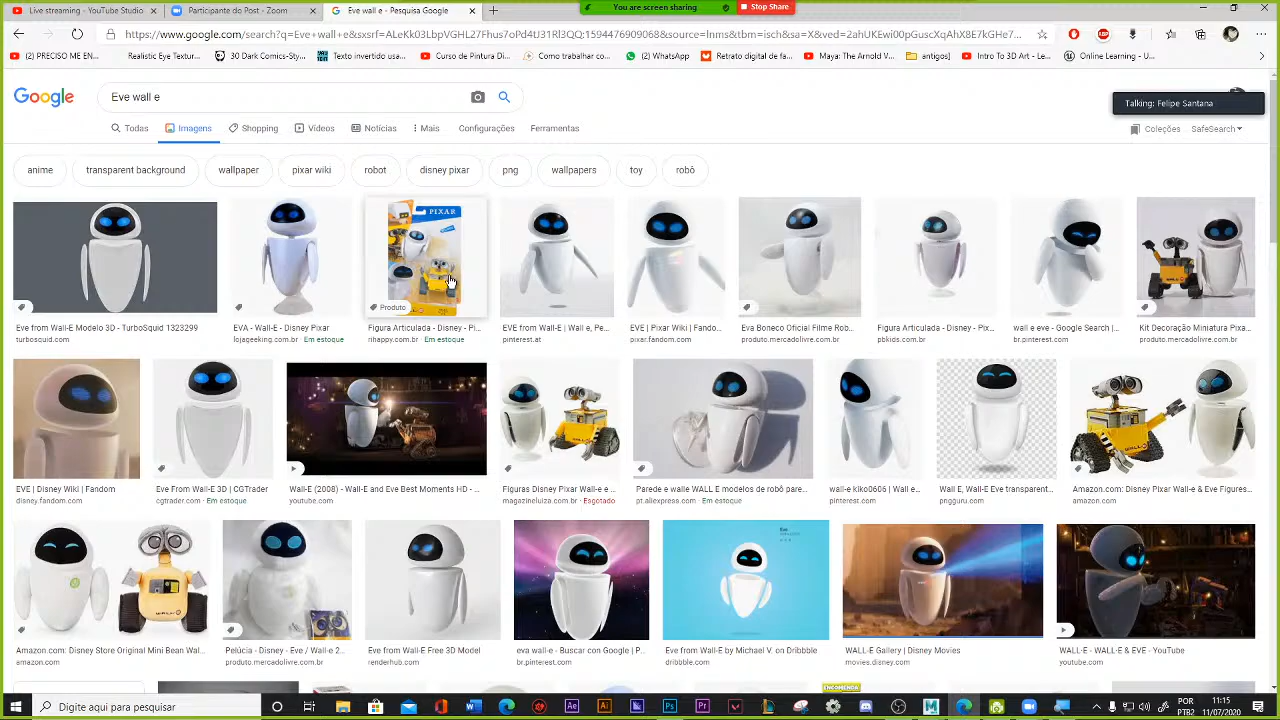 Live streaming - YouTube Studio
Participante do Post - Zoom
Eve wall e - Pesquisa Google
You are screen sharing
Stop Share
https://www.google.com/search?q=Eve+wall+e&sxsrf=ALeKk03LbpVGHL27Fhus7oPd4tJ31Rl3QQ:1594476909068&source=lnms&tbm=isch&sa=X&ved=2ahUKEwi00pGuscXqAhX8E7kGHe7...
(1) PRECISO ME EN...
Realistic Eye Textur...
30 Dark Comics-Sty...
Texto invertido usa...
Curso de Pintura Di...
Como trabalhar co...
(2) WhatsApp
Retrato digital de fa...
Maya: The Arnold V...
antigos]
Intro To 3D Art - Le...
Online Learning - U...
Google
Eve wall e
Talking: Felipe Santana
Todas
Imagens
Shopping
Vídeos
Notícias
Mais
Configurações
Ferramentas
Coleções
SafeSearch
anime
transparent background
wallpaper
pixar wiki
robot
disney pixar
png
wallpapers
toy
robô
PIXAR
Produto
Eve from Wall-E Modelo 3D - TurboSquid 1323299
EVA - Wall-E - Disney Pixar
Figura Articulada - Disney - Pi...
EVE from Wall-E | Wall e, Pe...
EVE | Pixar Wiki | Fando...
Eva Boneco Oficial Filme Rob...
Figura Articulada - Disney - Pix...
wall e eve - Google Search |...
Kit Decoração Miniatura Pixa...
turbosquid.com
lojageeking.com.br · Em estoque
rihappy.com.br · Em estoque
pinterest.at
pixar.fandom.com
produto.mercadolivre.com.br
pbkids.com.br
br.pinterest.com
produto.mercadolivre.com.br
EVE | Disney Wiki | Fandom
Eve From Wall-E 3D | CGTrader
Wall-E (2008) - Wall-E and Eve Best Moments HD - ...
Figuras Disney Pixar Wall-e e ...
Parede e walle WALL E modelos de robô pare...
wall-e kiko0606 | Wall e...
Wall E, Wall-E Eve transparent...
Amazon.com: Disney Pixar Wall-e & Eve Figures...
disney.fandom.com
cgtrader.com · Em estoque
youtube.com
magazineluiza.com.br · Esgotado
pt.aliexpress.com · Em estoque
pinterest.com
pngguru.com
amazon.com
Eve
Amazon.com: Disney Store Original Mini Bean Wal...
Pelúcia - Disney - Eve / Wall-e 2...
Eve from Wall-E Free 3D Model
eva wall-e - Buscar con Google | P...
Eve from Wall-E by Michael V. on Dribbble
WALL-E Gallery | Disney Movies
WALL-E - WALL-E & EVE - YouTube
amazon.com
produto.mercadolivre.com.br
renderhub.com
br.pinterest.com
dribbble.com
movies.disney.com
youtube.com
ENCOMENDA
Digite aqui para pesquisar
POR
PTB2
11:15
11/07/2020